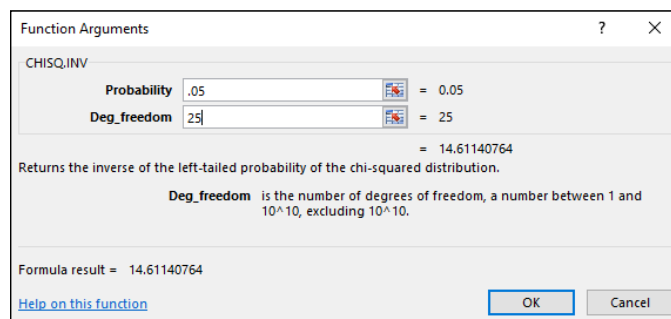 Function Arguments ? ×
CHISQ.INV
Probability .05 = 0.05
Deg_freedom 25 = 25
= 14.61140764
Returns the inverse of the left-tailed probability of the chi-squared distribution.
Deg_freedom is the number of degrees of freedom, a number between 1 and
10^10, excluding 10^10.
Formula result = 14.61140764
Help on this function OK Cancel